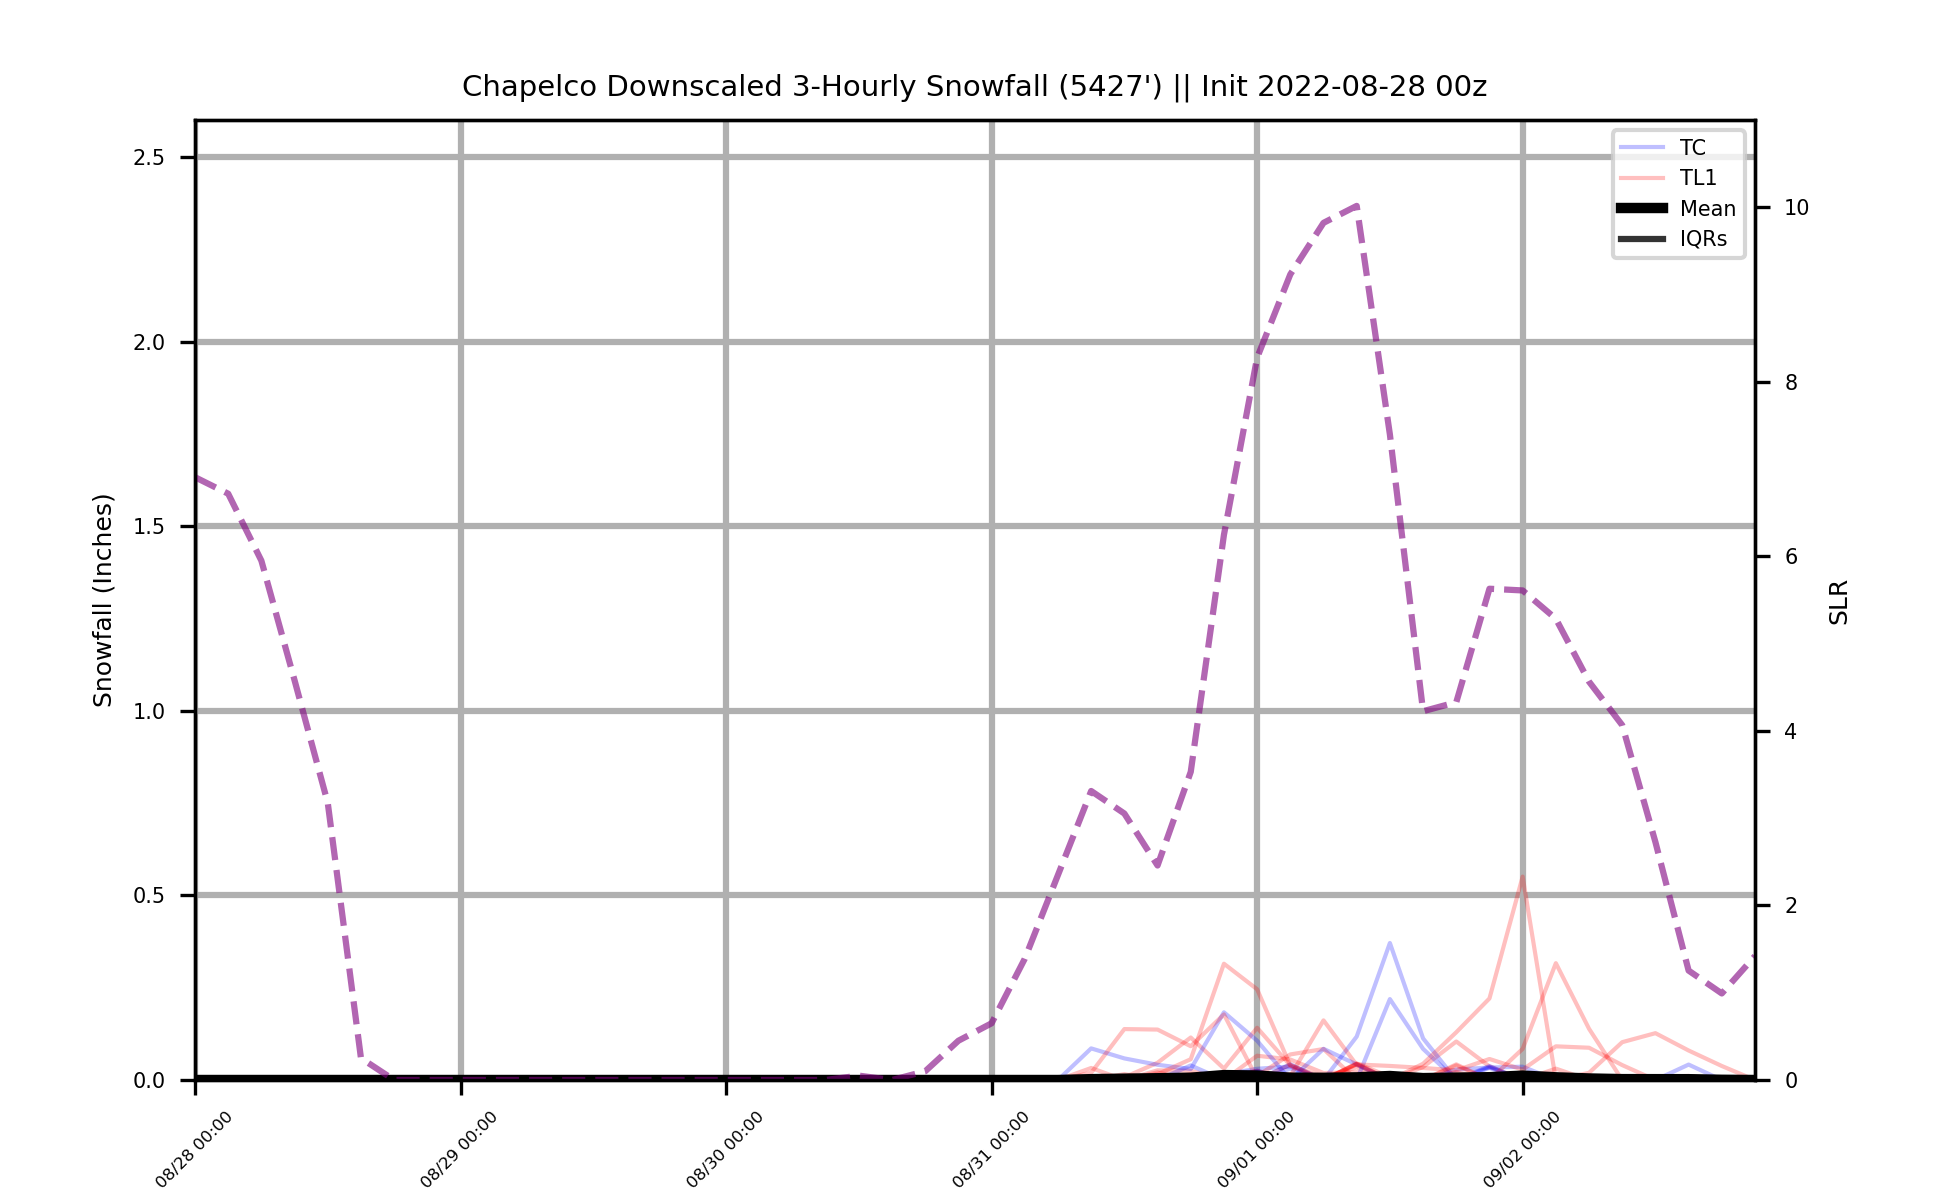 Chapelco Downscaled 3-Hourly Snowfall (5427') || Init 2022-08-28 00z
TC
TL1
Mean
IQRs
2.5
2.0
1.5
1.0
0.5
0.0
Snowfall (Inches)
10
8
6
4
2
0
SLR
08/28 00:00
08/29 00:00
08/30 00:00
08/31 00:00
09/01 00:00
09/02 00:00